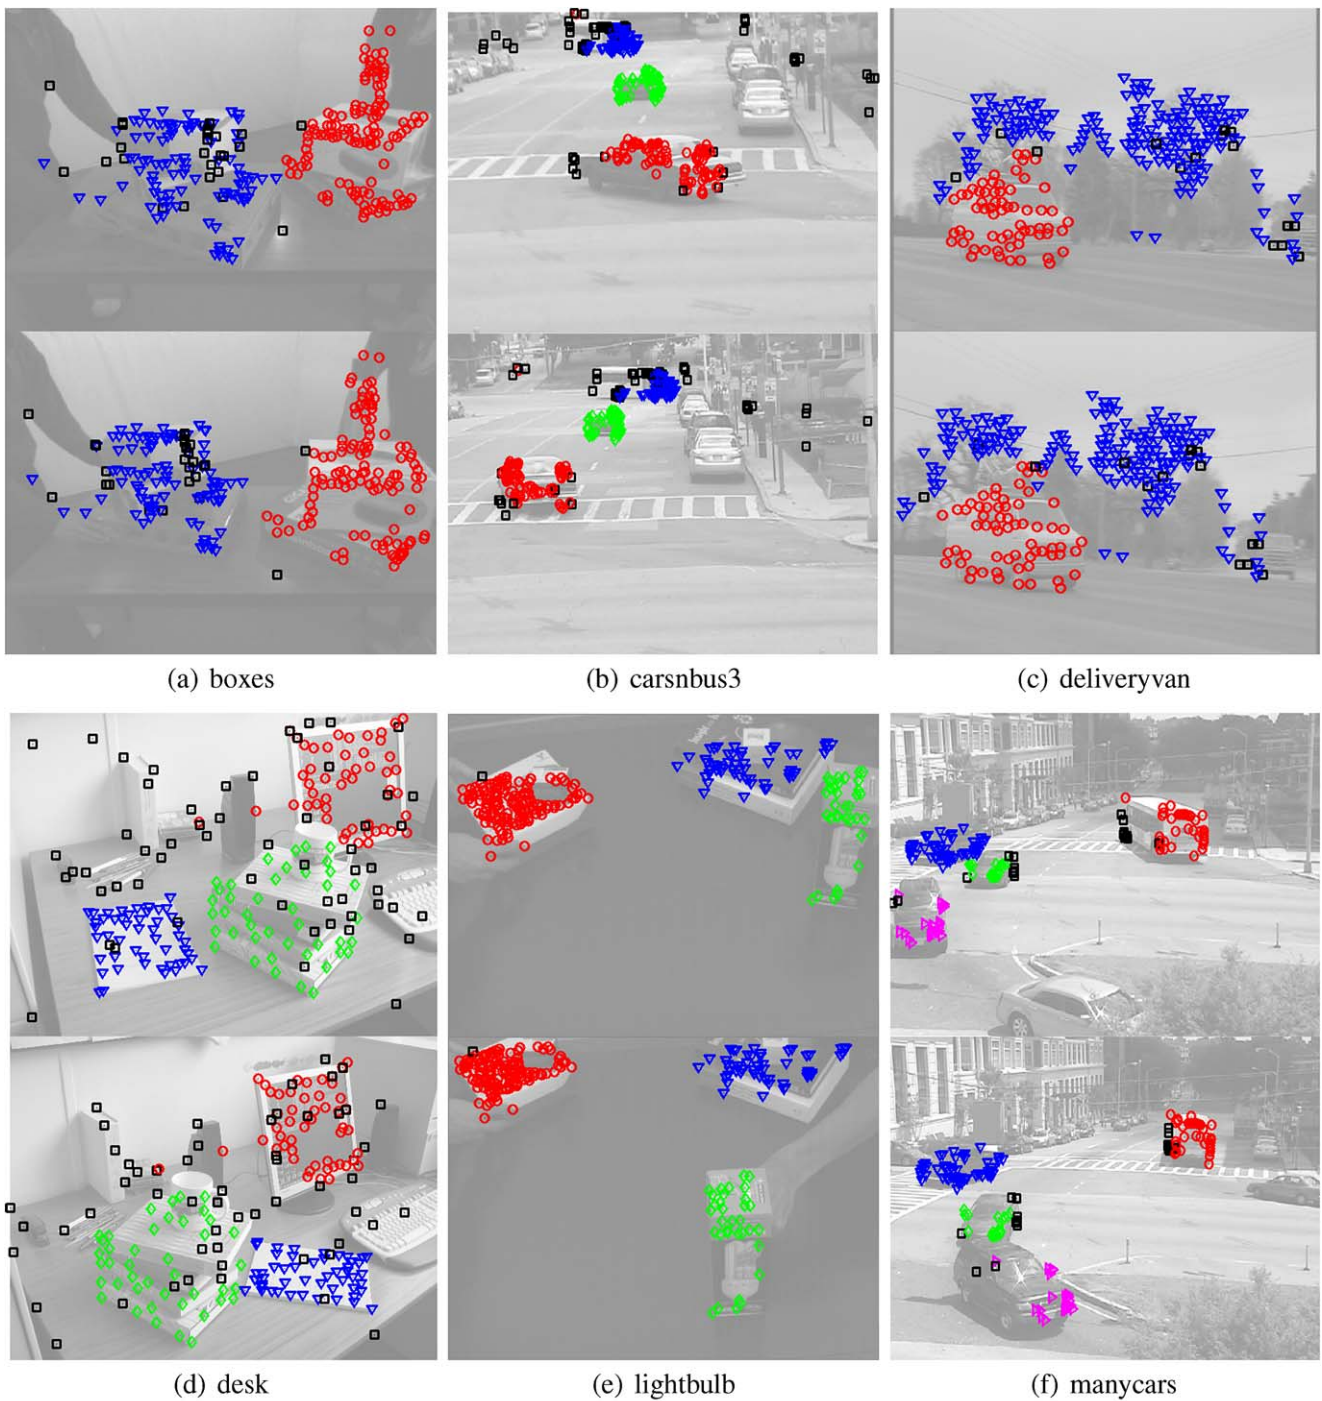 (a) boxes
(b) carsnbus3
(c) deliveryvan
(d) desk
(e) lightbulb
(f) manycars